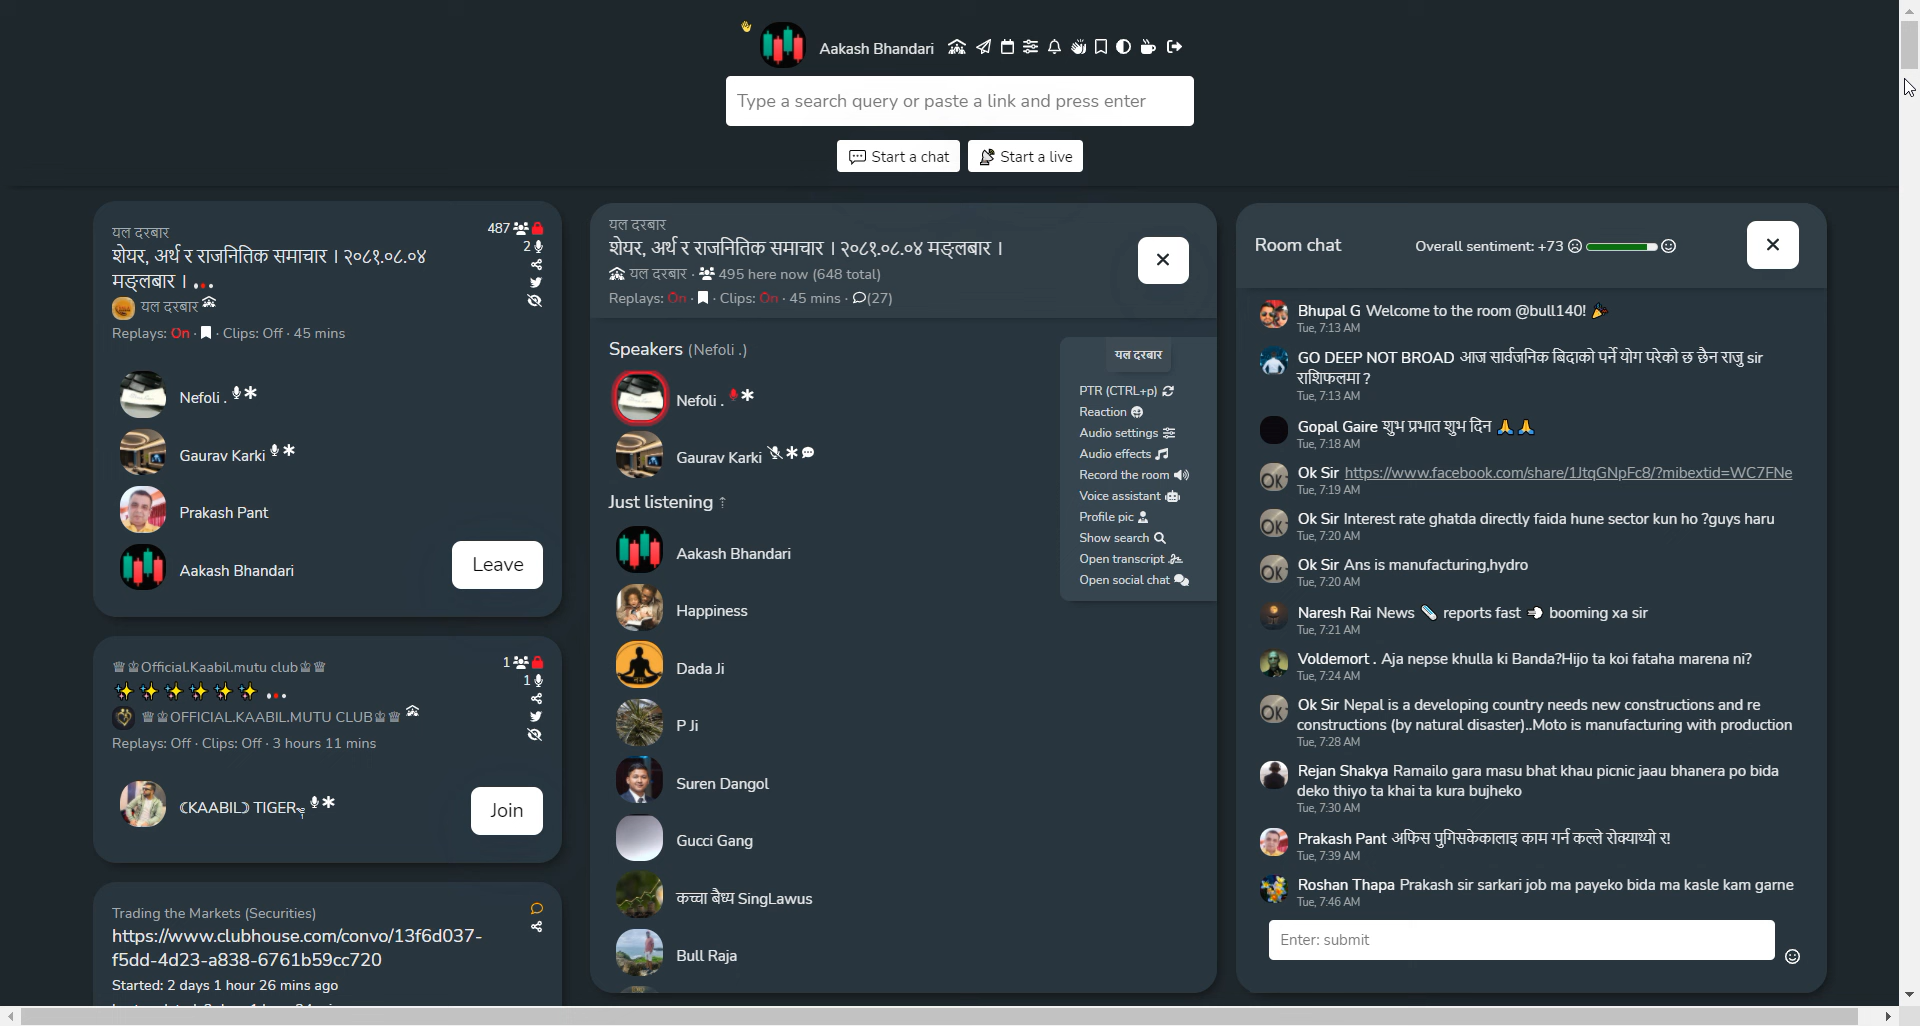 Aakash Bhandari
Type a search query or paste a link and press enter
Start a chat
Start a live
यल दरबार
487
शेयर, अर्थ र राजनितिक समाचार । २०८१.०८.०४
2
मङ्लबार ।
यल दरबार
Replays: On · Clips: Off · 45 mins
Nefoli .
Gaurav Karki
Prakash Pant
Aakash Bhandari
Leave
♕♔Official.Kaabil.mutu club♔♕
1
1
♕♔OFFICIAL.KAABIL.MUTU CLUB♔♕
Replays: Off · Clips: Off · 3 hours 11 mins
☾KAABIL☽ TIGER
Join
Trading the Markets (Securities)
https://www.clubhouse.com/convo/13f6d037-
f5dd-4d23-a838-6761b59cc720
Started: 2 days 1 hour 26 mins ago
यल दरबार
शेयर, अर्थ र राजनितिक समाचार । २०८१.०८.०४ मङ्लबार ।
यल दरबार · 495 here now (648 total)
Replays: On · Clips: On · 45 mins · (27)
Speakers (Nefoli .)
Nefoli .
Gaurav Karki
Just listening ↑
Aakash Bhandari
Happiness
Dada Ji
P Ji
Suren Dangol
Gucci Gang
कच्चा बैध्य SingLawus
Bull Raja
यल दरबार
PTR (CTRL+p)
Reaction
Audio settings
Audio effects
Record the room
Voice assistant
Profile pic
Show search
Open transcript
Open social chat
Room chat
Overall sentiment: +73
Bhupal G Welcome to the room @bull140! 🎉
Tue, 7:13 AM
GO DEEP NOT BROAD आज सार्वजनिक बिदाको पर्ने योग परेको छ छैन राजु sir
राशिफलमा ?
Tue, 7:13 AM
Gopal Gaire शुभ प्रभात शुभ दिन 🙏 🙏
Tue, 7:18 AM
Ok Sir https://www.facebook.com/share/1JtqGNpFc8/?mibextid=WC7FNe
Tue, 7:19 AM
Ok Sir Interest rate ghatda directly faida hune sector kun ho ?guys haru
Tue, 7:20 AM
Ok Sir Ans is manufacturing,hydro
Tue, 7:20 AM
Naresh Rai News reports fast booming xa sir
Tue, 7:21 AM
Voldemort . Aja nepse khulla ki Banda?Hijo ta koi fataha marena ni?
Tue, 7:24 AM
Ok Sir Nepal is a developing country needs new constructions and re
constructions (by natural disaster)..Moto is manufacturing with production
Tue, 7:28 AM
Rejan Shakya Ramailo gara masu bhat khau picnic jaau bhanera po bida
deko thiyo ta khai ta kura bujheko
Tue, 7:30 AM
Prakash Pant अफिस पुगिसकेकालाइ काम गर्न कल्ले रोक्याथ्यो र!
Tue, 7:39 AM
Roshan Thapa Prakash sir sarkari job ma payeko bida ma kasle kam garne
Tue, 7:46 AM
Enter: submit